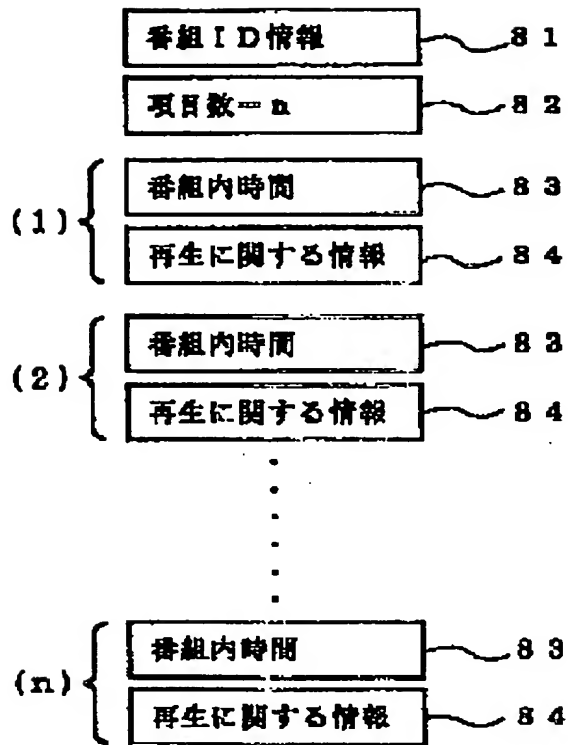 番組ID情報 81
項目数=n 82
(1) 番組内時間 83
再生に関する情報 84
(2) 番組内時間 83
再生に関する情報 84
(n) 番組内時間 83
再生に関する情報 84